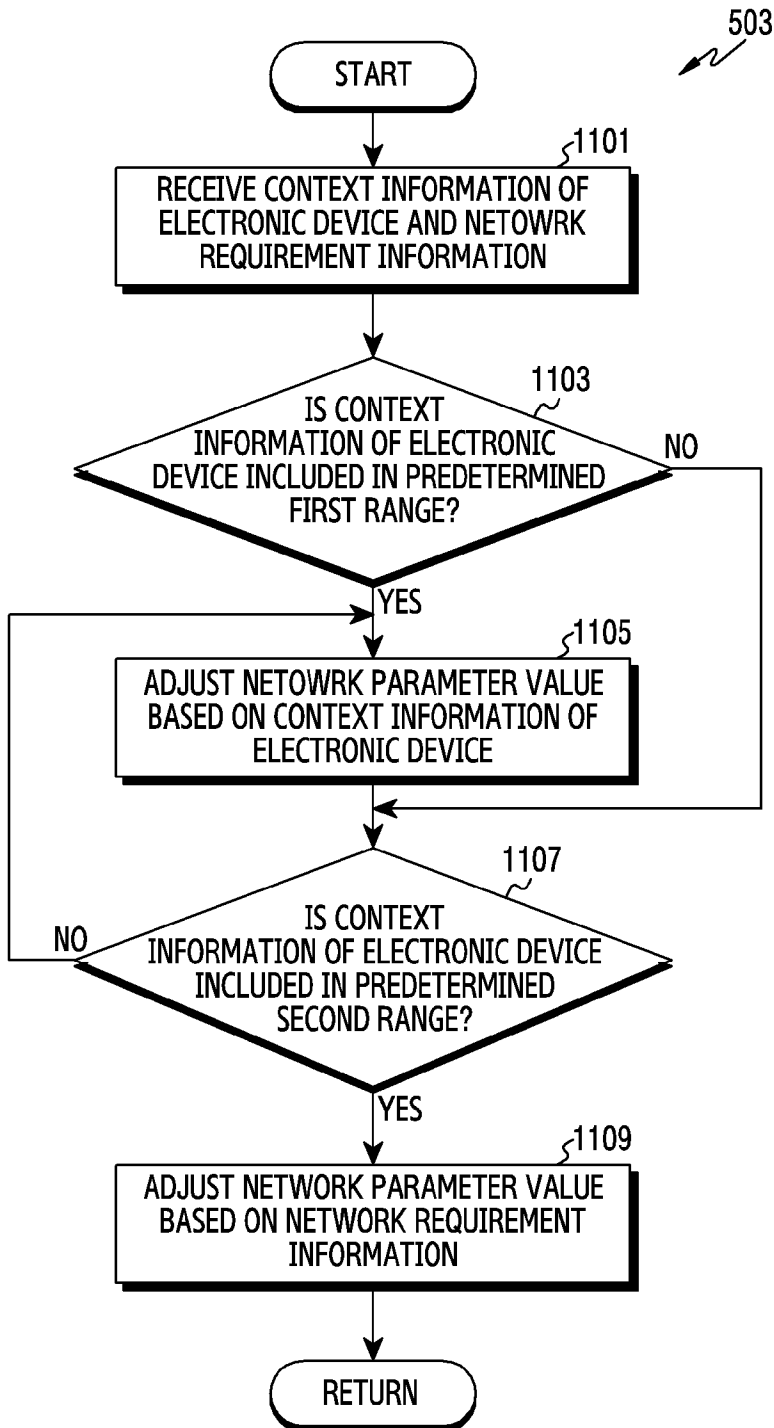 503
START
1101
RECEIVE CONTEXT INFORMATION OF
ELECTRONIC DEVICE AND NETOWRK
REQUIREMENT INFORMATION
1103
IS CONTEXT
INFORMATION OF ELECTRONIC
DEVICE INCLUDED IN PREDETERMINED
FIRST RANGE?
NO
YES
1105
ADJUST NETOWRK PARAMETER VALUE
BASED ON CONTEXT INFORMATION OF
ELECTRONIC DEVICE
1107
IS CONTEXT
INFORMATION OF ELECTRONIC DEVICE
INCLUDED IN PREDETERMINED
SECOND RANGE?
NO
YES
1109
ADJUST NETWORK PARAMETER VALUE
BASED ON NETWORK REQUIREMENT
INFORMATION
RETURN